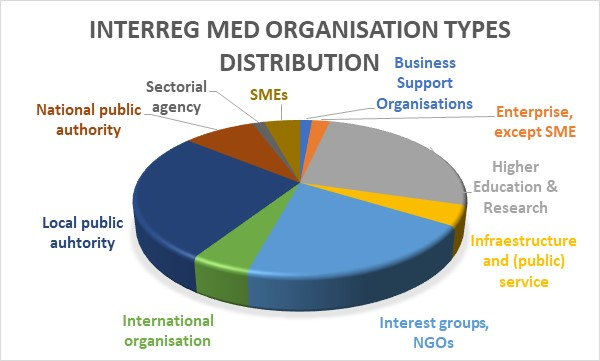 INTERREG MED ORGANISATION TYPES
DISTRIBUTION
Business
Support
Organisations
Enterprise,
except SME
Higher
Education &
Research
Infraestructure
and (public)
service
Interest groups,
NGOs
International
organisation
Local public
auhtority
National public
authority
Sectorial
agency
SMEs